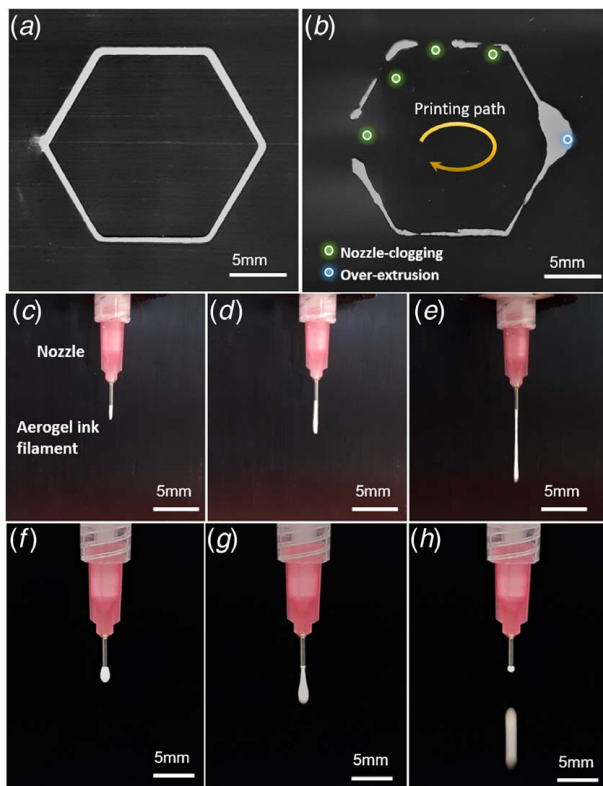 (a)
(b)
Printing path
Nozzle-clogging
Over-extrusion
5mm
5mm
(c)
(d)
(e)
Nozzle
Aerogel ink
filament
5mm
5mm
5mm
(f)
(g)
(h)
5mm
5mm
5mm